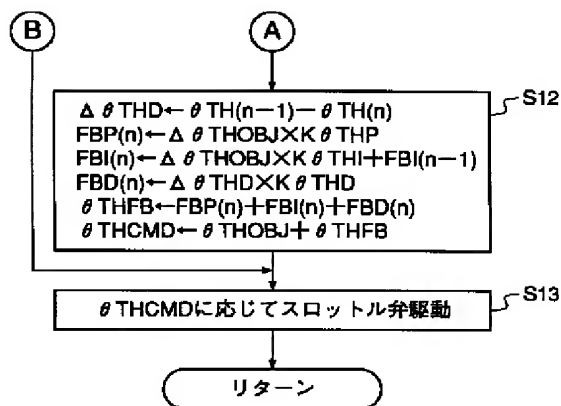 B
A
S12
Δ θ THD←θ TH(n−1)−θ TH(n)
FBP(n)←Δ θ THOBJ×K θ THP
FBI(n)←Δ θ THOBJ×K θ THI+FBI(n−1)
FBD(n)←Δ θ THD×K θ THD
θ THFB←FBP(n)+FBI(n)+FBD(n)
θ THCMD←θ THOBJ+θ THFB
S13
θ THCMDに応じてスロットル弁駆動
リターン